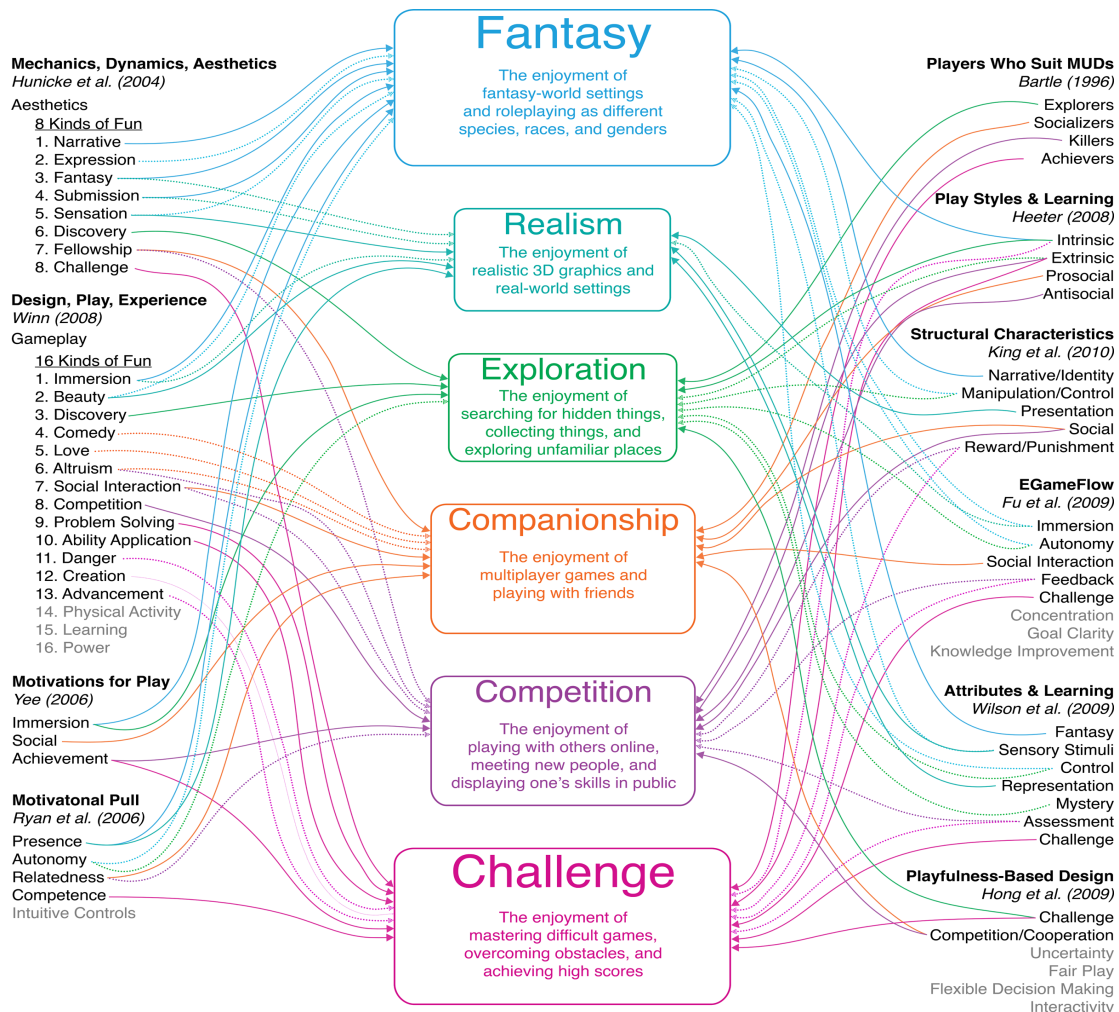 Mechanics, Dynamics, Aesthetics
Hunicke et al. (2004)
Aesthetics
8 Kinds of Fun
1. Narrative
2. Expression
3. Fantasy
4. Submission
5. Sensation
6. Discovery
7. Fellowship
8. Challenge
Design, Play, Experience
Winn (2008)
Gameplay
16 Kinds of Fun
1. Immersion
2. Beauty
3. Discovery
4. Comedy
5. Love
6. Altruism
7. Social Interaction
8. Competition
9. Problem Solving
10. Ability Application
11. Danger
12. Creation
13. Advancement
14. Physical Activity
15. Learning
16. Power
Motivations for Play
Yee (2006)
Immersion
Social
Achievement
Motivatonal Pull
Ryan et al. (2006)
Presence
Autonomy
Relatedness
Competence
Intuitive Controls
Fantasy
The enjoyment of
fantasy-world settings
and roleplaying as different
species, races, and genders
Realism
The enjoyment of
realistic 3D graphics and
real-world settings
Exploration
The enjoyment of
searching for hidden things,
collecting things, and
exploring unfamiliar places
Companionship
The enjoyment of
multiplayer games and
playing with friends
Competition
The enjoyment of
playing with others online,
meeting new people, and
displaying one's skills in public
Challenge
The enjoyment of
mastering difficult games,
overcoming obstacles, and
achieving high scores
Players Who Suit MUDs
Bartle (1996)
Explorers
Socializers
Killers
Achievers
Play Styles & Learning
Heeter (2008)
Intrinsic
Extrinsic
Prosocial
Antisocial
Structural Characteristics
King et al. (2010)
Narrative/Identity
Manipulation/Control
Presentation
Social
Reward/Punishment
EGameFlow
Fu et al. (2009)
Immersion
Autonomy
Social Interaction
Feedback
Challenge
Concentration
Goal Clarity
Knowledge Improvement
Attributes & Learning
Wilson et al. (2009)
Fantasy
Sensory Stimuli
Control
Representation
Mystery
Assessment
Challenge
Playfulness-Based Design
Hong et al. (2009)
Challenge
Competition/Cooperation
Uncertainty
Fair Play
Flexible Decision Making
Interactivity